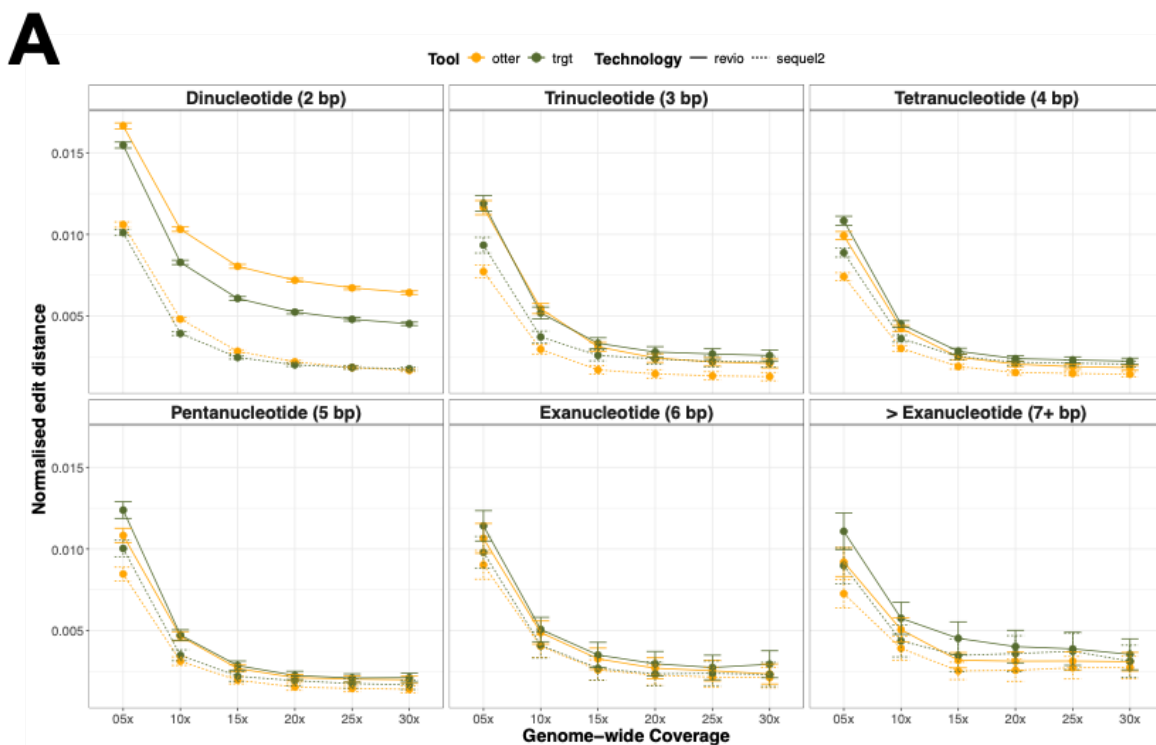 A
Tool otter trgt Technology revio sequel2
Dinucleotide (2 bp) Trinucleotide (3 bp) Tetranucleotide (4 bp)
0.015
0.010
0.005
Pentanucleotide (5 bp) Exanucleotide (6 bp) > Exanucleotide (7+ bp)
0.015
0.010
0.005
Normalised edit distance
05x 10x 15x 20x 25x 30x 05x 10x 15x 20x 25x 30x 05x 10x 15x 20x 25x 30x
Genome-wide Coverage